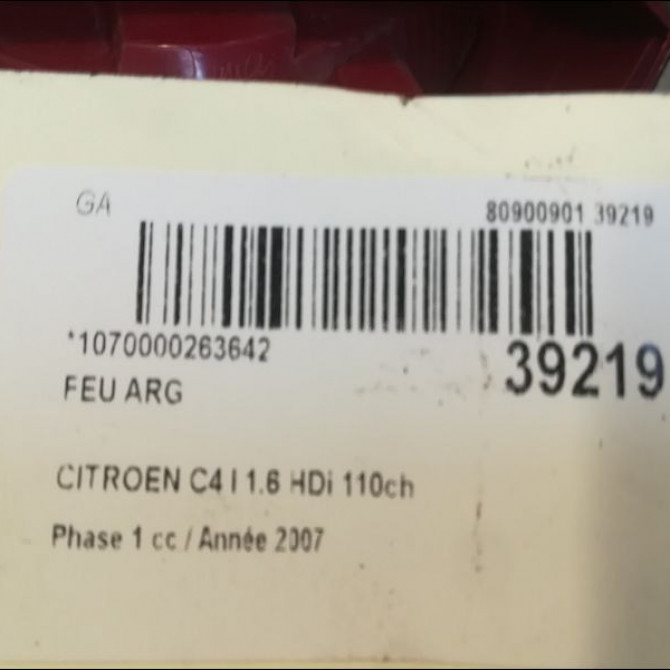 GA
80900901 39219
*1070000263642
39219
FEU ARG
CITROEN C4 I 1.6 HDi 110ch
Phase 1 cc / Année 2007